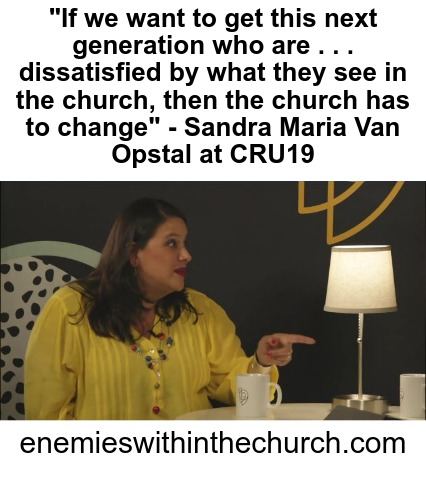 "If we want to get this next
generation who are . . .
dissatisfied by what they see in
the church, then the church has
to change" - Sandra Maria Van
Opstal at CRU19
enemieswithinthechurch.com